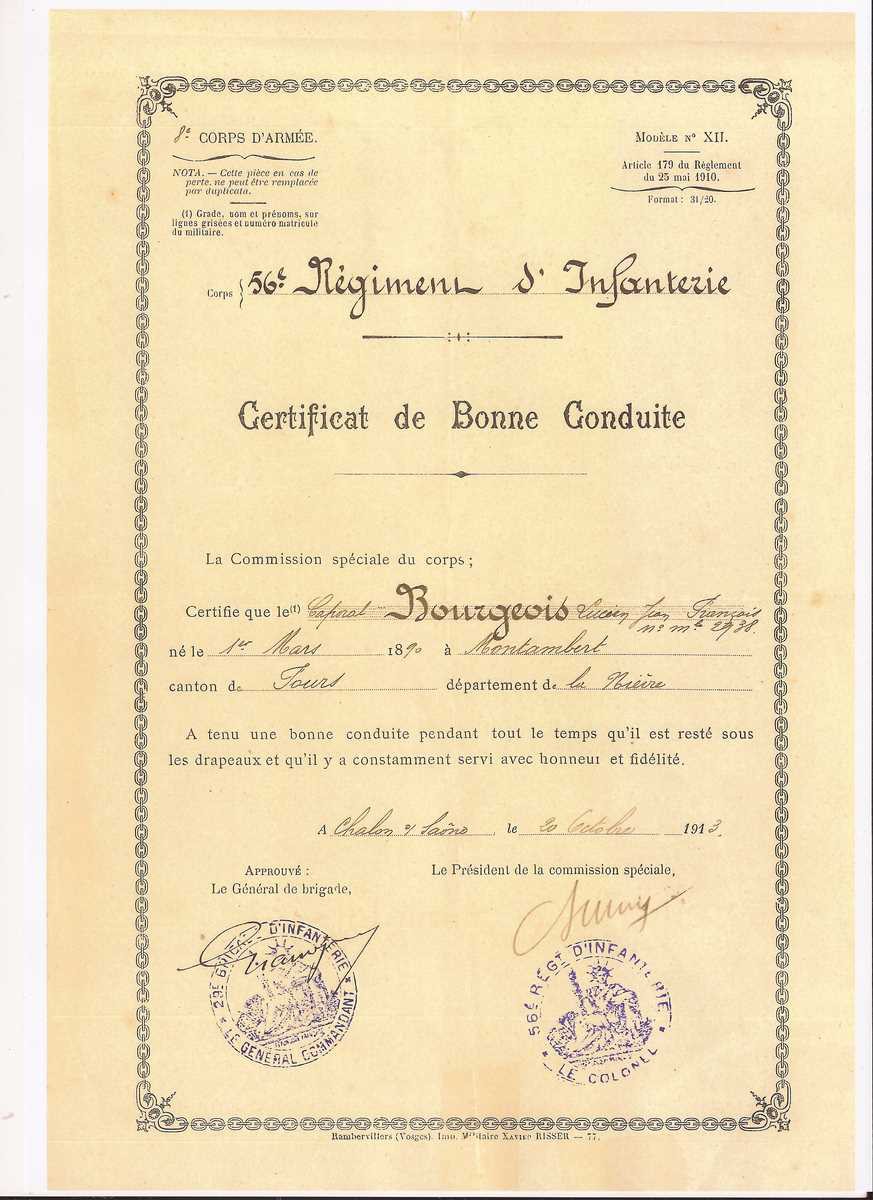 8e CORPS D'ARMÉE.
NOTA. — Cette pièce en cas de
perte, ne peut être remplacée
par duplicata.
(1) Grade, nom et prénoms, sur
lignes grisées et numéro matricule
du militaire.
MODÈLE No XII.
Article 179 du Règlement
du 25 mai 1910.
Format : 31/20.
Corps { 56e Régiment d'Infanterie
Certificat de Bonne Conduite
La Commission spéciale du corps ;
Certifie que le(1) Caporal Bourgeois Lucien Jean François
no mle 2938.
né le 1er Mars 1890 à Montambert
canton de Fours département de la Nièvre
A tenu une bonne conduite pendant tout le temps qu'il est resté sous
les drapeaux et qu'il y a constamment servi avec honneur et fidélité.
A Chalon s/ Saône, le 20 Octobre 1913.
APPROUVÉ :
Le Général de brigade,
Le Président de la commission spéciale,
29e BRIGADE D'INFANTERIE
LE GÉNÉRAL COMMANDANT
56e RÉGT D'INFANTERIE
LE COLONEL
Rambervillers (Vosges). Imp. Militaire XAVIER RISSER — 77.